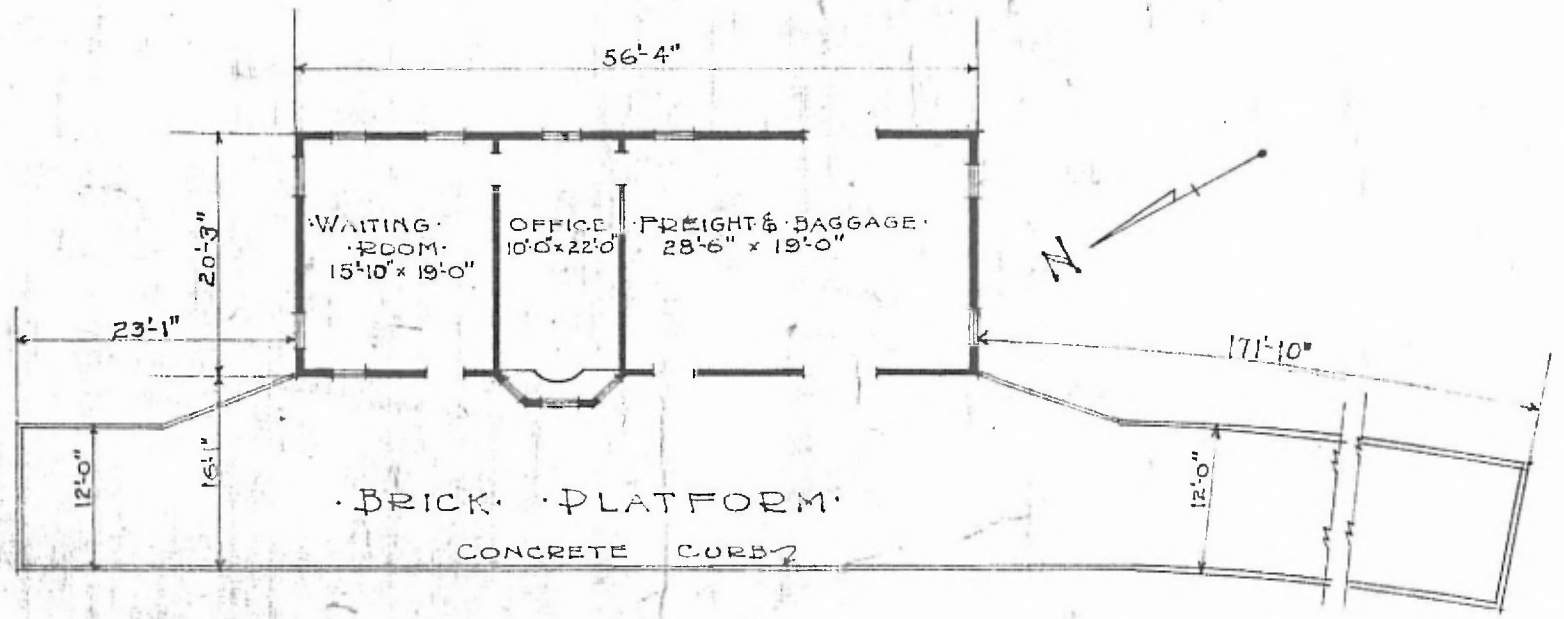 56'-4"
20'-3"
·WAITING·
·ROOM·
15'-10" x 19'-0"
OFFICE
10'-0" x 22'-0"
·FREIGHT & BAGGAGE·
28'-6" x 19'-0"
N
23'-1"
171'-10"
12'-0"
16'-1"
12'-0"
·BRICK· ·PLATFORM·
CONCRETE CURB